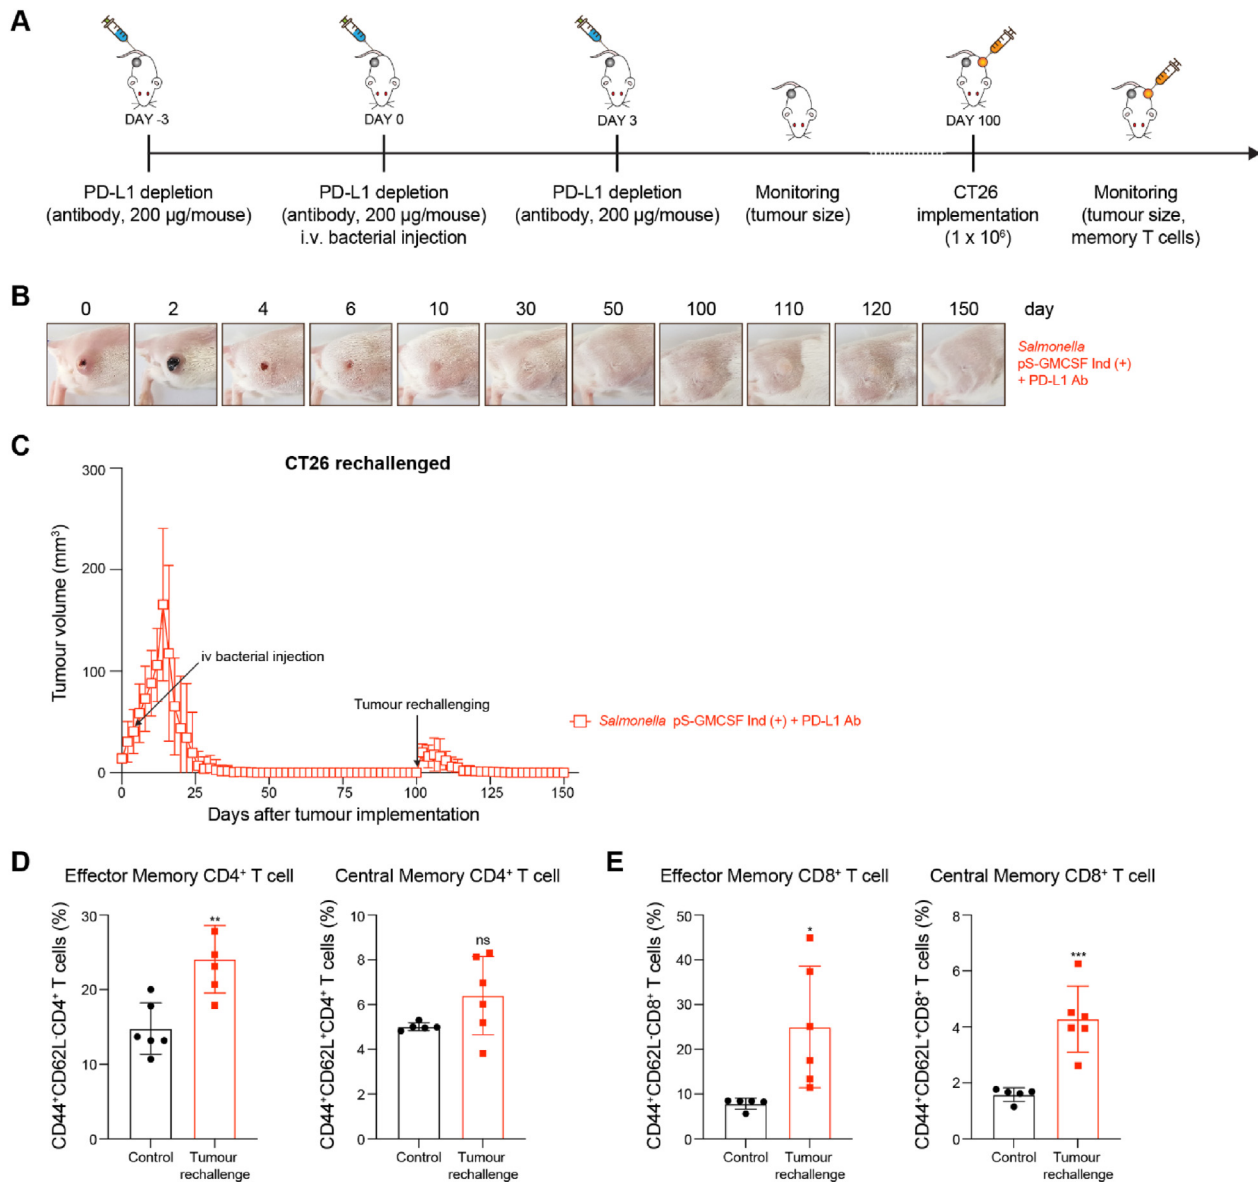 A
DAY -3
DAY 0
DAY 3
DAY 100
PD-L1 depletion
(antibody, 200 µg/mouse)
PD-L1 depletion
(antibody, 200 µg/mouse)
i.v. bacterial injection
PD-L1 depletion
(antibody, 200 µg/mouse)
Monitoring
(tumour size)
CT26
implementation
(1 x 10⁶)
Monitoring
(tumour size,
memory T cells)
B
0 2 4 6 10 30 50 100 110 120 150 day
Salmonella
pS-GMCSF Ind (+)
+ PD-L1 Ab
C
CT26 rechallenged
Tumour volume (mm³)
300
200
100
0
iv bacterial injection
Tumour rechallenging
Salmonella pS-GMCSF Ind (+) + PD-L1 Ab
0 25 50 75 100 125 150
Days after tumour implementation
D
Effector Memory CD4⁺ T cell
CD44⁺CD62L⁻CD4⁺ T cells (%)
30
20
10
0
**
Control
Tumour
rechallenge
Central Memory CD4⁺ T cell
CD44⁺CD62L⁺CD4⁺ T cells (%)
10
8
6
4
2
0
ns
Control
Tumour
rechallenge
E
Effector Memory CD8⁺ T cell
CD44⁺CD62L⁻CD8⁺ T cells (%)
50
40
30
20
10
0
*
Control
Tumour
rechallenge
Central Memory CD8⁺ T cell
CD44⁺CD62L⁺CD8⁺ T cells (%)
8
6
4
2
0
***
Control
Tumour
rechallenge